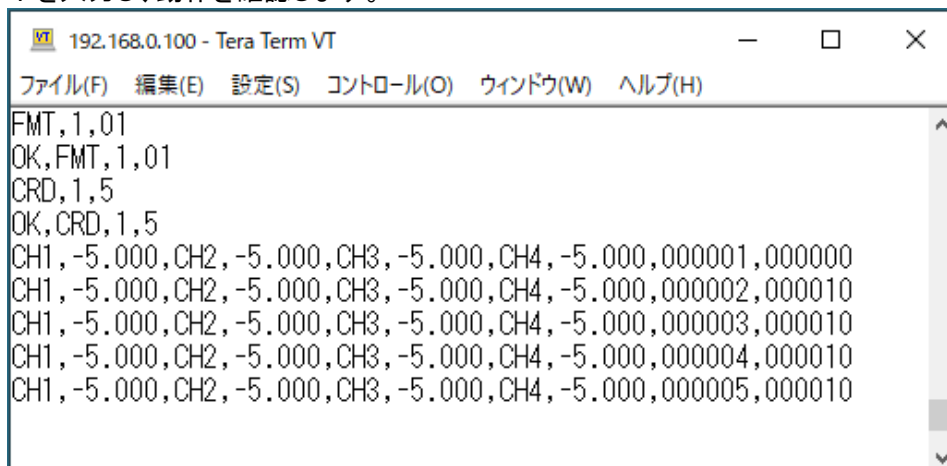 192.168.0.100 - Tera Term VT
ファイル(F) 編集(E) 設定(S) コントロール(O) ウィンドウ(W) ヘルプ(H)
FMT,1,01
OK,FMT,1,01
CRD,1,5
OK,CRD,1,5
CH1,-5.000,CH2,-5.000,CH3,-5.000,CH4,-5.000,000001,000000
CH1,-5.000,CH2,-5.000,CH3,-5.000,CH4,-5.000,000002,000010
CH1,-5.000,CH2,-5.000,CH3,-5.000,CH4,-5.000,000003,000010
CH1,-5.000,CH2,-5.000,CH3,-5.000,CH4,-5.000,000004,000010
CH1,-5.000,CH2,-5.000,CH3,-5.000,CH4,-5.000,000005,000010